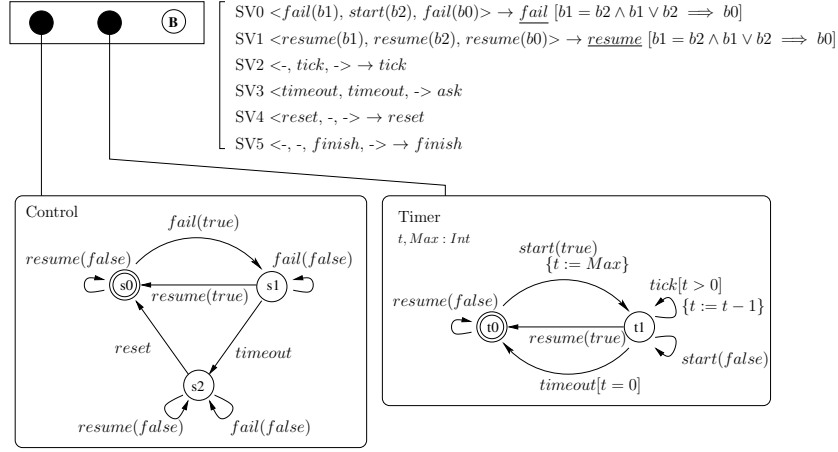 B
SV0 <fail(b1), start(b2), fail(b0)> → fail [b1 = b2 ∧ b1 ∨ b2 ⟹ b0]
SV1 <resume(b1), resume(b2), resume(b0)> → resume [b1 = b2 ∧ b1 ∨ b2 ⟹ b0]
SV2 <-, tick, -> → tick
SV3 <timeout, timeout, -> ask
SV4 <reset, -, -> → reset
SV5 <-, -, finish, -> → finish
Control
fail(true)
resume(false)
fail(false)
s0
s1
resume(true)
reset
timeout
s2
resume(false)
fail(false)
Timer
t, Max : Int
start(true)
{t := Max}
tick[t > 0]
{t := t − 1}
resume(false)
t0
t1
resume(true)
start(false)
timeout[t = 0]